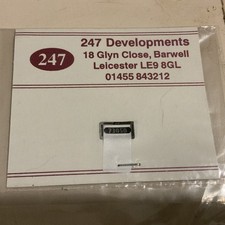 247 Developments
247
18 Glyn Close, Barwell
Leicester LE9 8GL
01455 843212